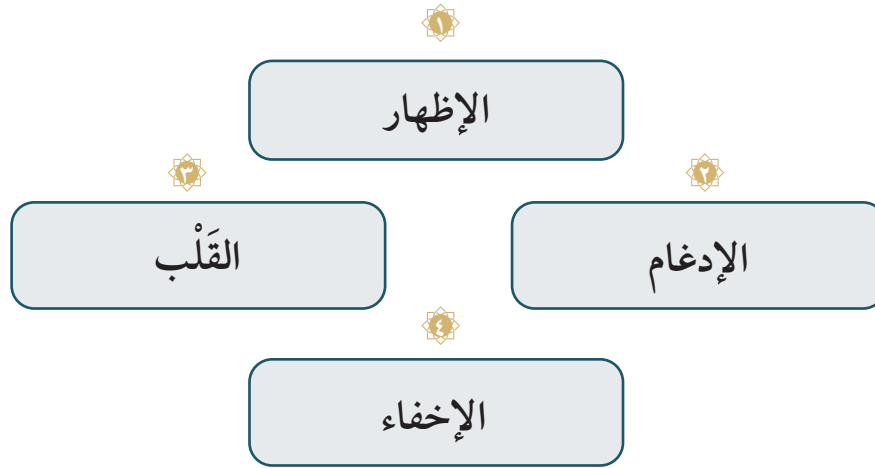 ١
الإظهار
٢
الإدغام
٣
القَلْب
٤
الإخفاء